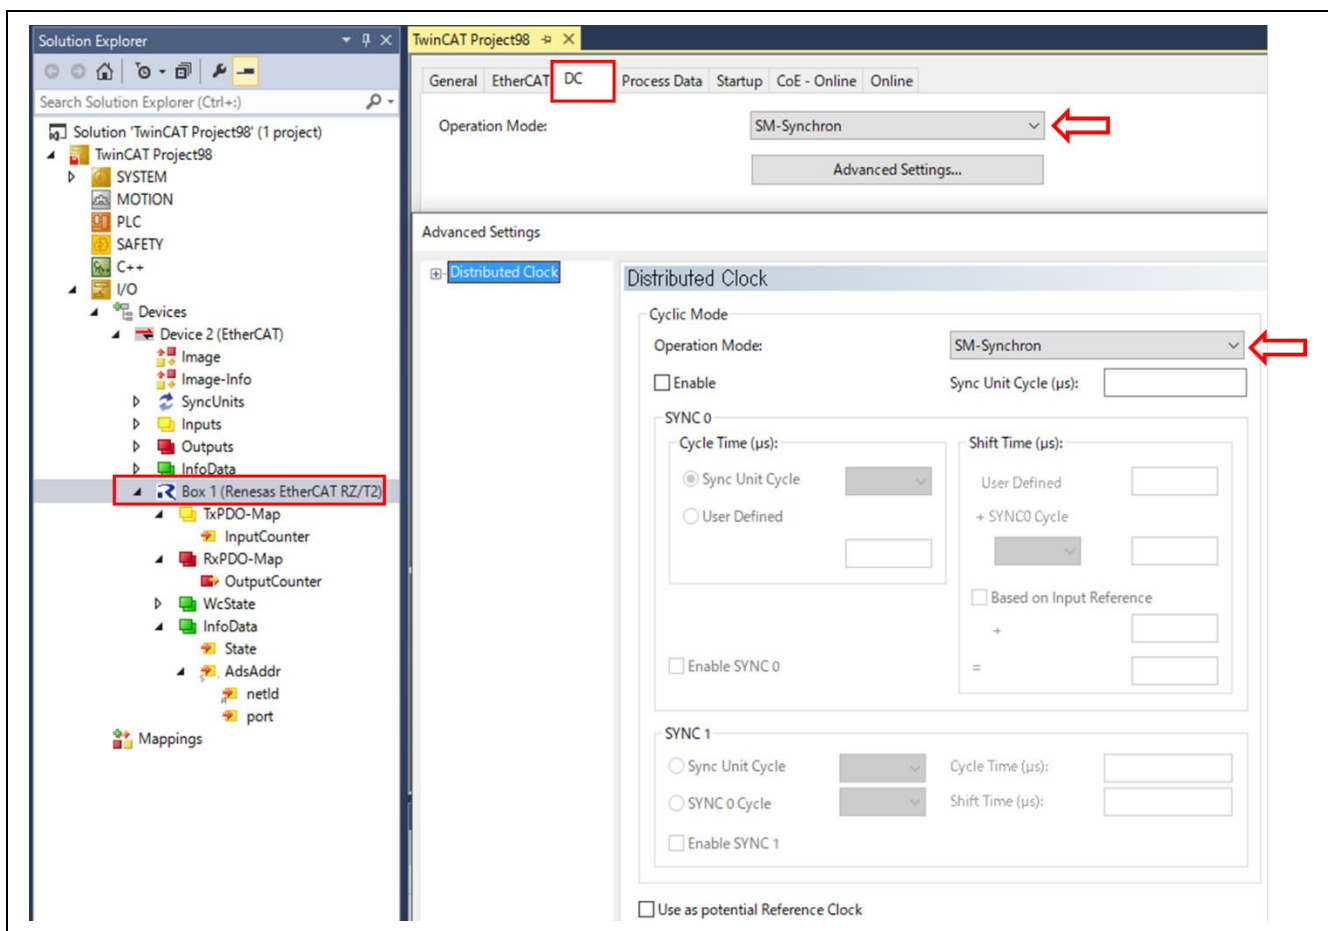 Solution Explorer
Search Solution Explorer (Ctrl+:)
Solution 'TwinCAT Project98' (1 project)
TwinCAT Project98
SYSTEM
MOTION
PLC
SAFETY
C++
I/O
Devices
Device 2 (EtherCAT)
Image
Image-Info
SyncUnits
Inputs
Outputs
InfoData
Box 1 (Renesas EtherCAT RZ/T2)
TxPDO-Map
InputCounter
RxPDO-Map
OutputCounter
WcState
InfoData
State
AdsAddr
netId
port
Mappings
TwinCAT Project98
General EtherCAT DC Process Data Startup CoE - Online Online
Operation Mode: SM-Synchron
Advanced Settings...
Advanced Settings
Distributed Clock
Distributed Clock
Cyclic Mode
Operation Mode: SM-Synchron
Enable Sync Unit Cycle (µs):
SYNC 0
Cycle Time (µs): Shift Time (µs):
Sync Unit Cycle User Defined
User Defined + SYNC0 Cycle
Based on Input Reference
+
Enable SYNC 0 =
SYNC 1
Sync Unit Cycle Cycle Time (µs):
SYNC 0 Cycle Shift Time (µs):
Enable SYNC 1
Use as potential Reference Clock